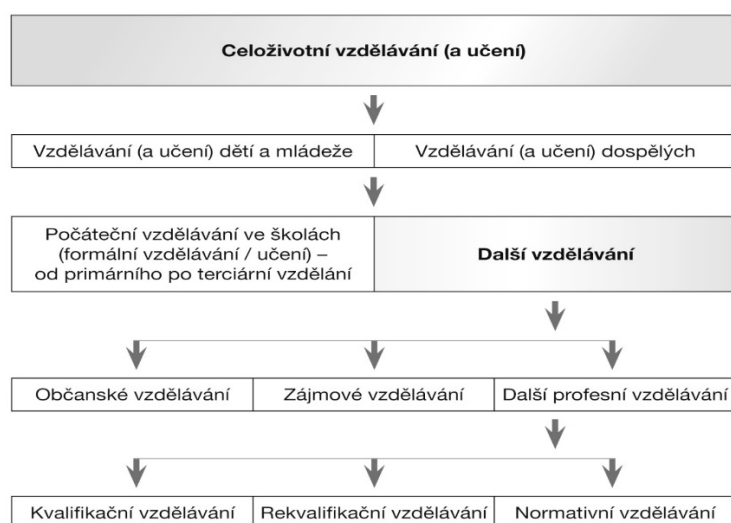 Celoživotní vzdělávání (a učení)
Vzdělávání (a učení) dětí a mládeže
Vzdělávání (a učení) dospělých
Počáteční vzdělávání ve školách
(formální vzdělávání / učení) –
od primárního po terciární vzdělání
Další vzdělávání
Občanské vzdělávání
Zájmové vzdělávání
Další profesní vzdělávání
Kvalifikační vzdělávání
Rekvalifikační vzdělávání
Normativní vzdělávání